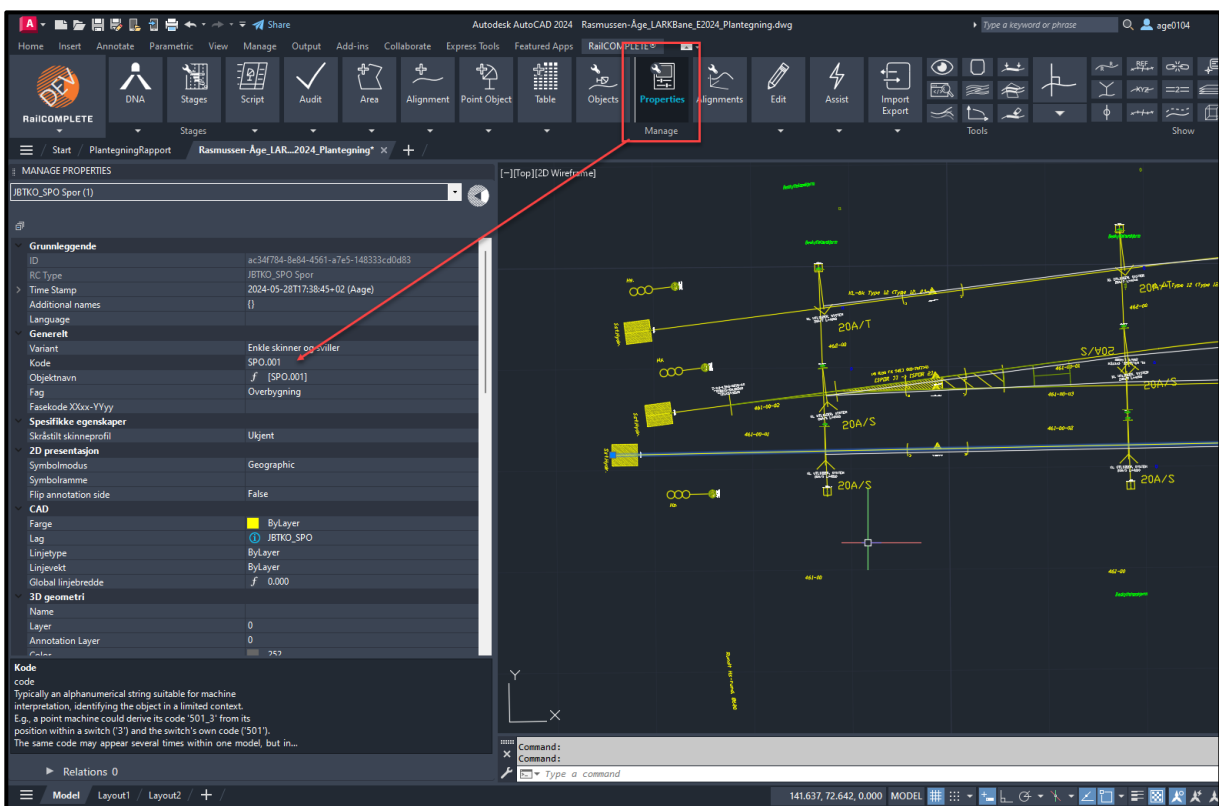 Share
Autodesk AutoCAD 2024 Rasmussen-Åge_LARKBane_E2024_Plantegning.dwg
Type a keyword or phrase
age0104
Home Insert Annotate Parametric View Manage Output Add-ins Collaborate Express Tools Featured Apps RailCOMPLETE®
DEV
RailCOMPLETE
DNA
Stages
Script
Audit
Area
Alignment
Point Object
Table
Objects
Properties
Alignments
Edit
Assist
Import
Export
REF
XYZ
=2=
Stages
Manage
Tools
Show
Start / PlantegningRapport / Rasmussen-Åge_LAR...2024_Plantegning* × +
MANAGE PROPERTIES
JBTKO_SPO Spor (1)
Grunnleggende
ID ac34f784-8e84-4561-a7e5-148333cd0d83
RC Type JBTKO_SPO Spor
Time Stamp 2024-05-28T17:38:45+02 (Aage)
Additional names {}
Language
Generelt
Variant Enkle skinner og sviller
Kode SPO.001
Objektnavn f [SPO.001]
Fag Overbygning
Fasekode XXxx-YYyy
Spesifikke egenskaper
Skråstilt skinneprofil Ukjent
2D presentasjon
Symbolmodus Geographic
Symbolramme
Flip annotation side False
CAD
Farge ByLayer
Lag JBTKO_SPO
Linjetype ByLayer
Linjevekt ByLayer
Global linjebredde f 0.000
3D geometri
Name
Layer 0
Annotation Layer 0
Color 252
Kode
code
Typically an alphanumerical string suitable for machine
interpretation, identifying the object in a limited context.
E.g., a point machine could derive its code '501_3' from its
position within a switch ('3') and the switch's own code ('501').
The same code may appear several times within one model, but in...
Relations 0
[−][Top][2D Wireframe]
20A/T
S/A02
20A/S
20A/S
20A/S
20A/S
461-00
462-00
Y
X
Command:
Command:
Type a command
Model Layout1 Layout2 +
141.637, 72.642, 0.000 MODEL